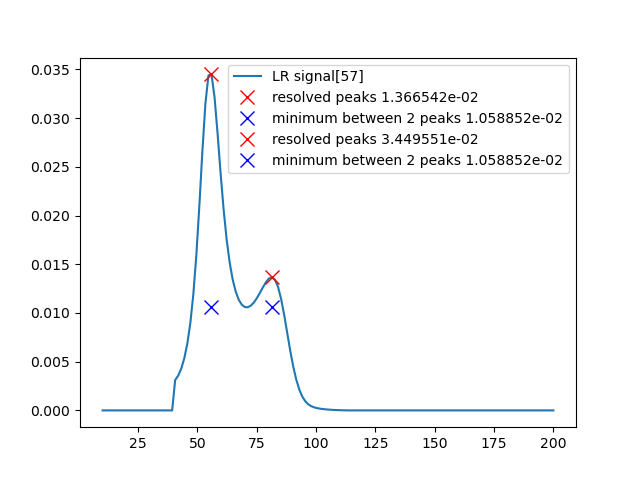 0.035
0.030
0.025
0.020
0.015
0.010
0.005
0.000
LR signal[57]
resolved peaks 1.366542e-02
minimum between 2 peaks 1.058852e-02
resolved peaks 3.449551e-02
minimum between 2 peaks 1.058852e-02
25 50 75 100 125 150 175 200